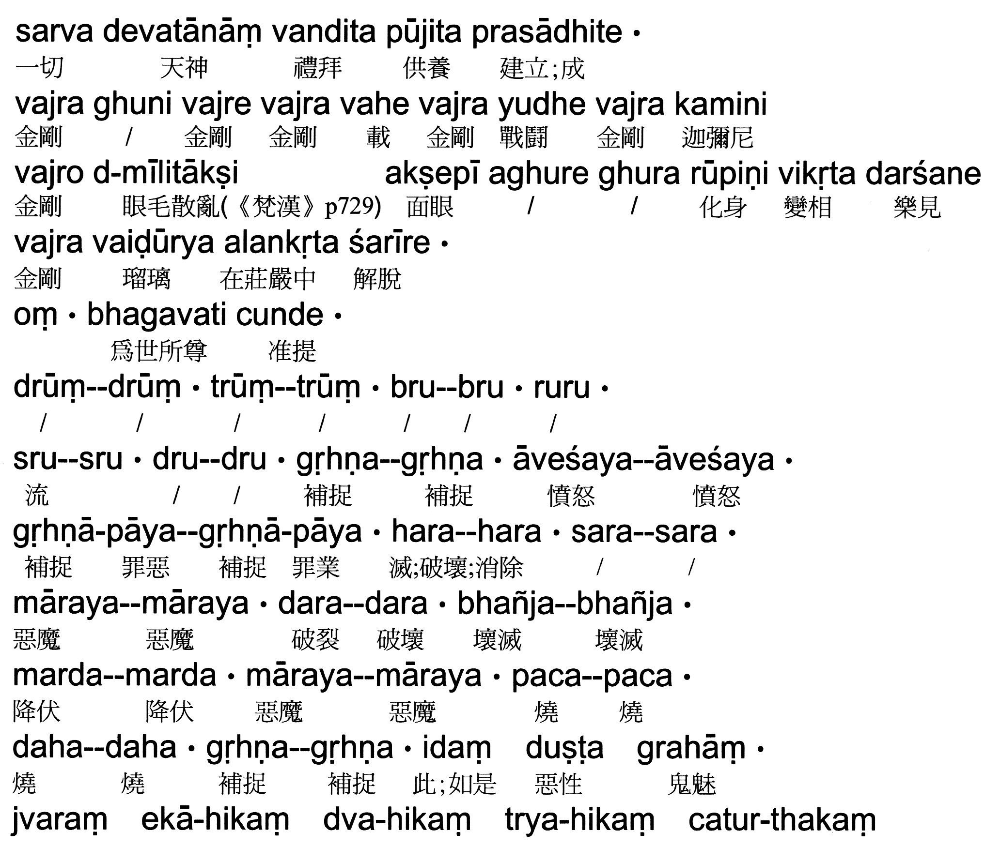 sarva devatānāṃ vandita pūjita prasādhite •
一切 天神 禮拜 供養 建立;成
vajra ghuni vajre vajra vahe vajra yudhe vajra kamini
金剛 / 金剛 金剛 載 金剛 戰鬪 金剛 迦彌尼
vajro d-mīlitākṣi akṣepī aghure ghura rūpiṇi vikṛta darśane
金剛 眼毛散亂(《梵漢》p729) 面眼 / / 化身 變相 樂見
vajra vaiḍūrya alankṛta śarīre •
金剛 瑠璃 在莊嚴中 解脫
oṃ • bhagavati cunde •
爲世所尊 准提
drūṃ--drūṃ • trūṃ--trūṃ • bru--bru • ruru •
/ / / / / / /
sru--sru • dru--dru • gṛhṇa--gṛhṇa • āveśaya--āveśaya •
流 / / 補捉 補捉 憤怒 憤怒
gṛhṇā-pāya--gṛhṇā-pāya • hara--hara • sara--sara •
補捉 罪惡 補捉 罪業 滅;破壞;消除 / /
māraya--māraya • dara--dara • bhañja--bhañja •
惡魔 惡魔 破裂 破壞 壞滅 壞滅
marda--marda • māraya--māraya • paca--paca •
降伏 降伏 惡魔 惡魔 燒 燒
daha--daha • gṛhṇa--gṛhṇa • idaṃ duṣṭa grahāṃ •
燒 燒 補捉 補捉 此;如是 惡性 鬼魅
jvaraṃ ekā-hikaṃ dva-hikaṃ trya-hikaṃ catur-thakaṃ